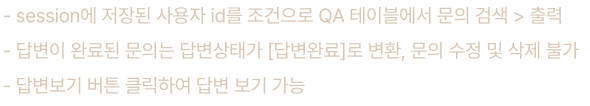 - session에 저장된 사용자 id를 조건으로 QA 테이블에서 문의 검색 > 출력
- 답변이 완료된 문의는 답변상태가 [답변완료]로 변환, 문의 수정 및 삭제 불가
- 답변보기 버튼 클릭하여 답변 보기 가능